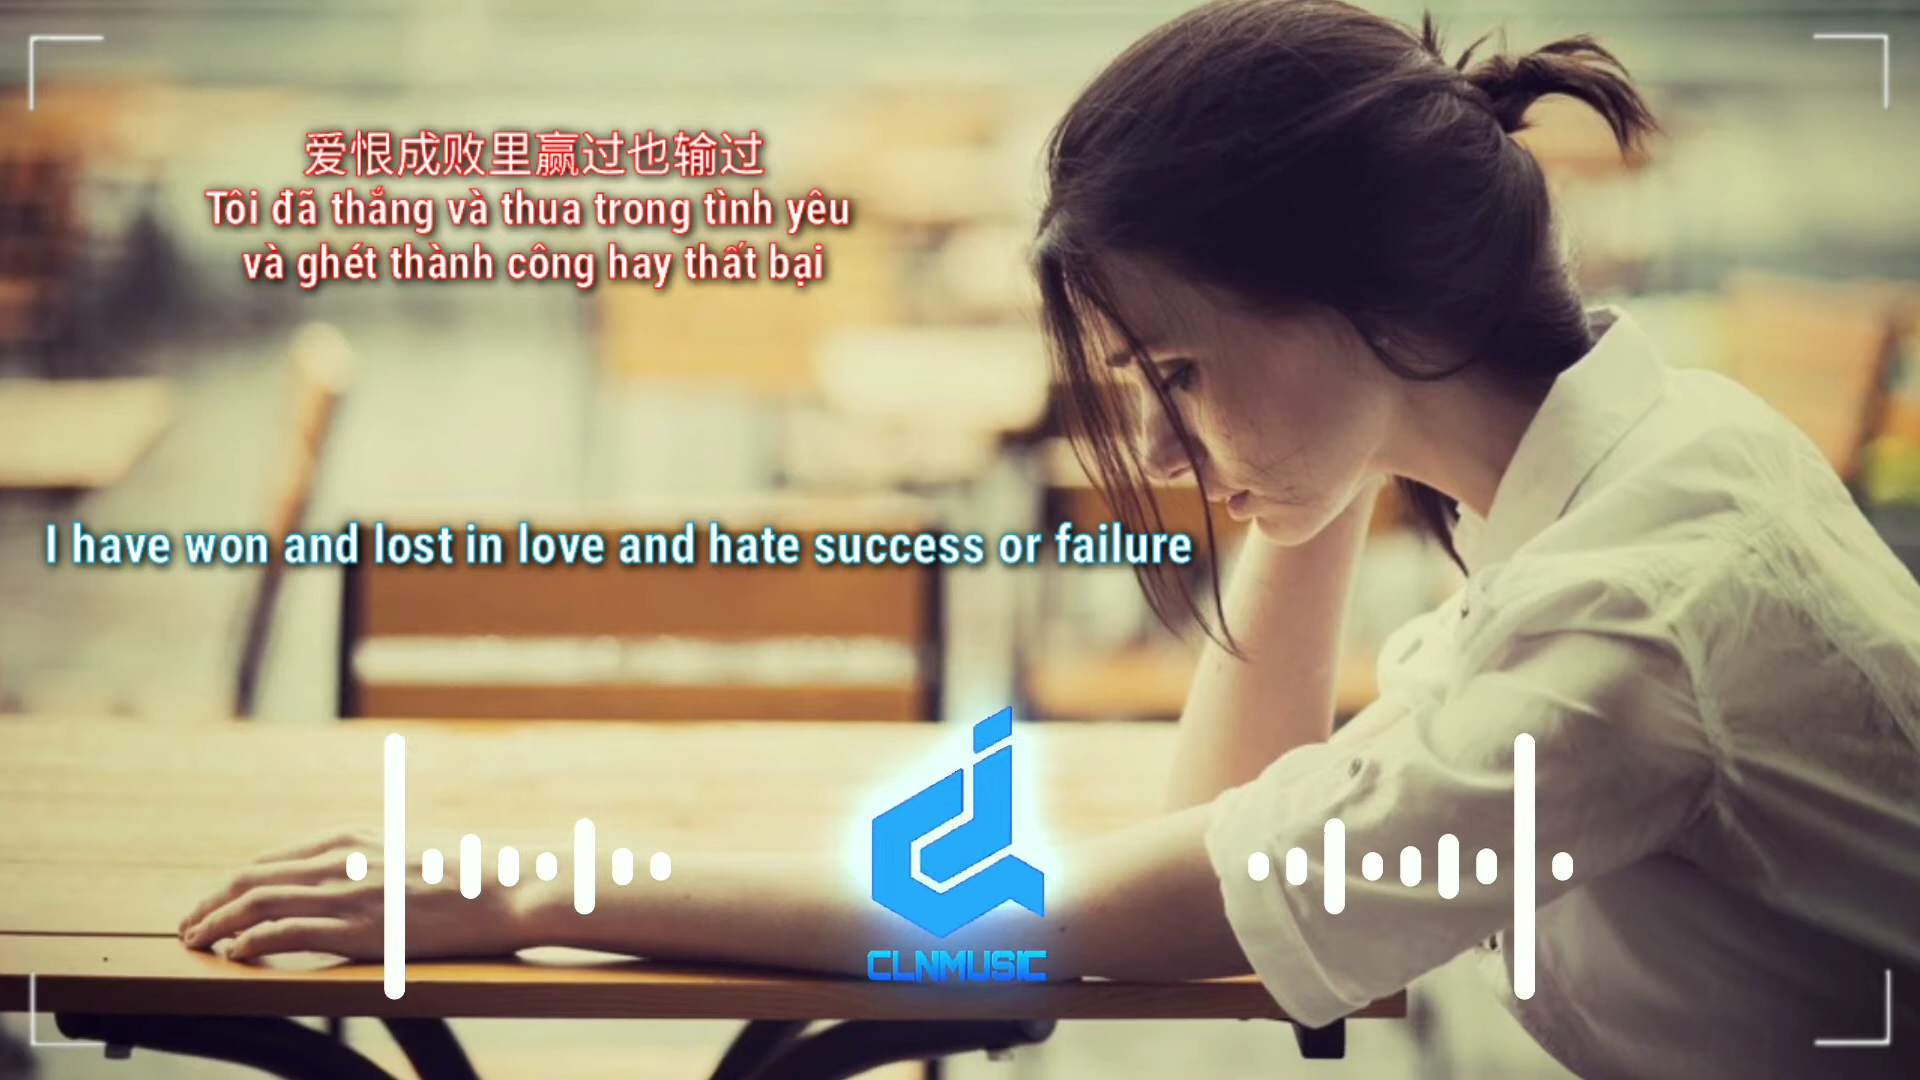 爱恨成败里赢过也输过
Tôi đã thắng và thua trong tình yêu
và ghét thành công hay thất bại
I have won and lost in love and hate success or failure
CLNMUSIC